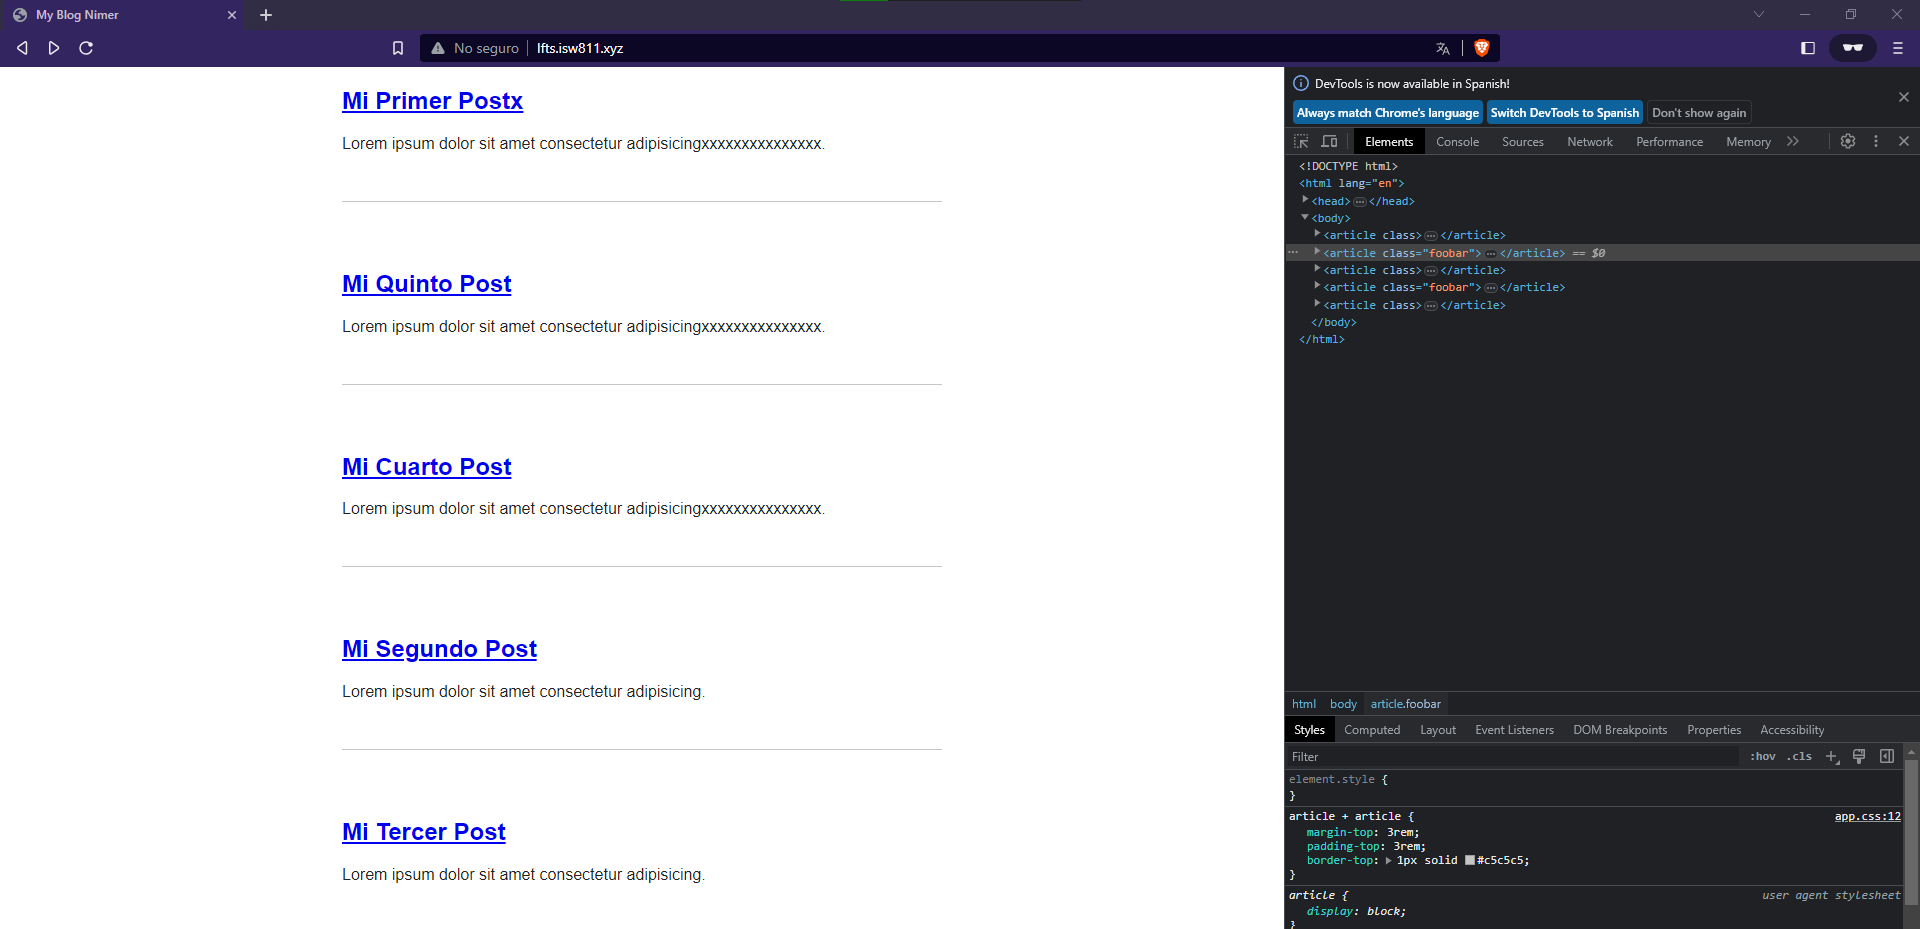 My Blog Nimer
No seguro
lfts.isw811.xyz
Mi Primer Postx
Lorem ipsum dolor sit amet consectetur adipisicingxxxxxxxxxxxxxxx.
Mi Quinto Post
Lorem ipsum dolor sit amet consectetur adipisicingxxxxxxxxxxxxxxx.
Mi Cuarto Post
Lorem ipsum dolor sit amet consectetur adipisicingxxxxxxxxxxxxxxx.
Mi Segundo Post
Lorem ipsum dolor sit amet consectetur adipisicing.
Mi Tercer Post
Lorem ipsum dolor sit amet consectetur adipisicing.
DevTools is now available in Spanish!
Always match Chrome's language Switch DevTools to Spanish Don't show again
Elements Console Sources Network Performance Memory
<!DOCTYPE html>
<html lang="en">
<head>…</head>
<body>
<article class>…</article>
<article class="foobar">…</article> == $0
<article class>…</article>
<article class="foobar">…</article>
<article class>…</article>
</body>
</html>
html body article.foobar
Styles Computed Layout Event Listeners DOM Breakpoints Properties Accessibility
Filter :hov .cls
element.style {
}
article + article { app.css:12
margin-top: 3rem;
padding-top: 3rem;
border-top: 1px solid #c5c5c5;
}
article { user agent stylesheet
display: block;
}